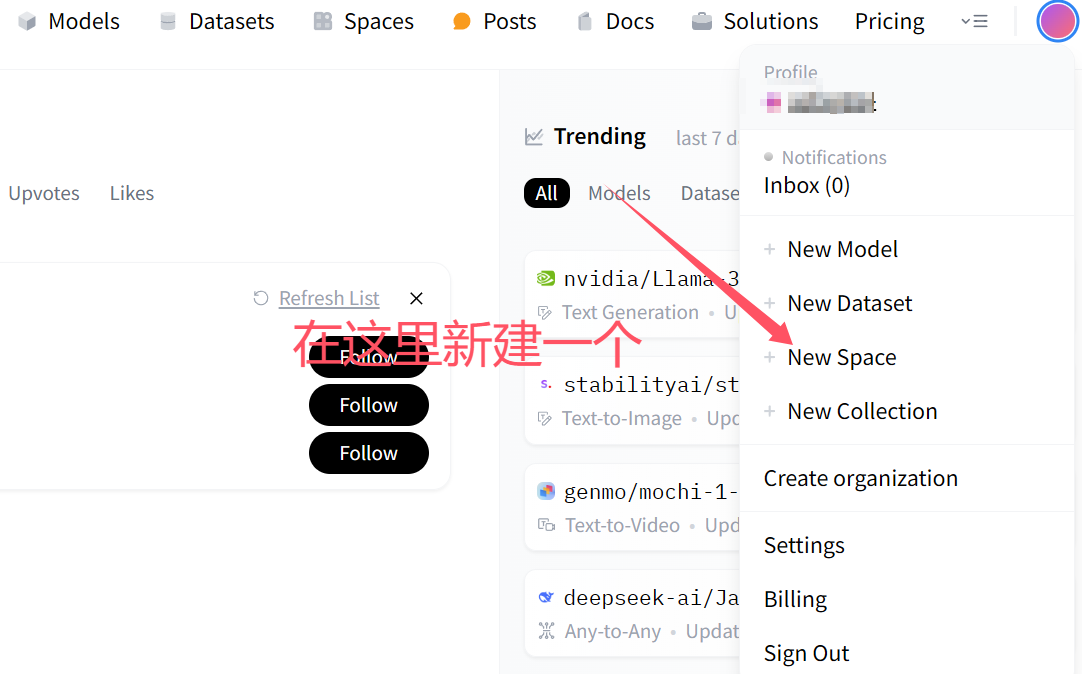 Models Datasets Spaces Posts Docs Solutions Pricing
Profile
Trending last 7 d
Notifications
Inbox (0)
Upvotes Likes
All Models Datase
New Model
nvidia/Llama-3
Refresh List
New Dataset
Text Generation • U
在这里新建一个
Follow
New Space
stabilityai/st
Follow
New Collection
Text-to-Image • Upd
Follow
Create organization
genmo/mochi-1-
Text-to-Video • Upd
Settings
deepseek-ai/Ja
Billing
Any-to-Any • Updat
Sign Out